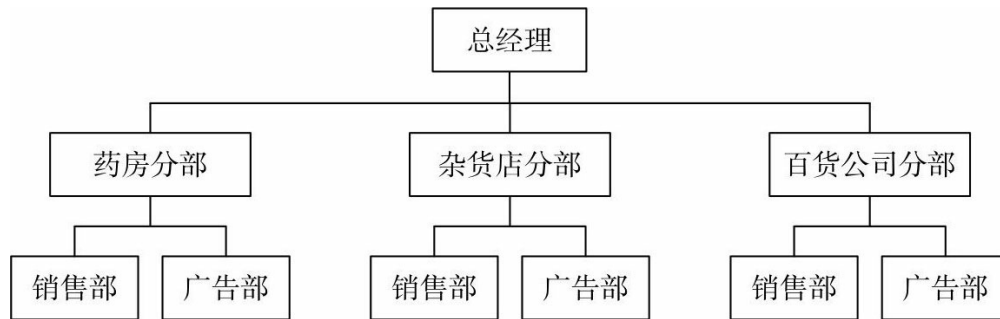 总经理
药房分部
杂货店分部
百货公司分部
销售部
广告部
销售部
广告部
销售部
广告部